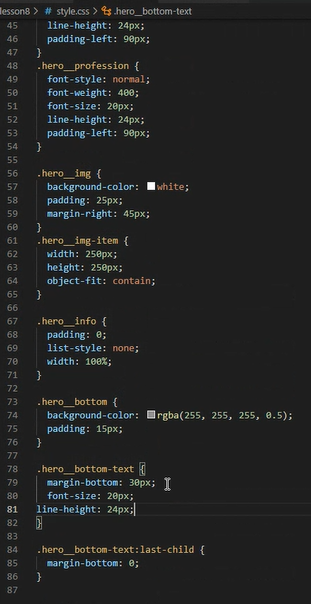 lesson8 > # style.css > .hero__bottom-text
45 line-height: 24px;
46 padding-left: 90px;
47 }
48 .hero__profession {
49 font-style: normal;
50 font-weight: 400;
51 font-size: 20px;
52 line-height: 24px;
53 padding-left: 90px;
54 }
55
56 .hero__img {
57 background-color: white;
58 padding: 25px;
59 margin-right: 45px;
60 }
61 .hero__img-item {
62 width: 250px;
63 height: 250px;
64 object-fit: contain;
65 }
66
67 .hero__info {
68 padding: 0;
69 list-style: none;
70 width: 100%;
71 }
72
73 .hero__bottom {
74 background-color: rgba(255, 255, 255, 0.5);
75 padding: 15px;
76 }
77
78 .hero__bottom-text {
79 margin-bottom: 30px;
80 font-size: 20px;
81 line-height: 24px;
82 }
83
84 .hero__bottom-text:last-child {
85 margin-bottom: 0;
86 }
87